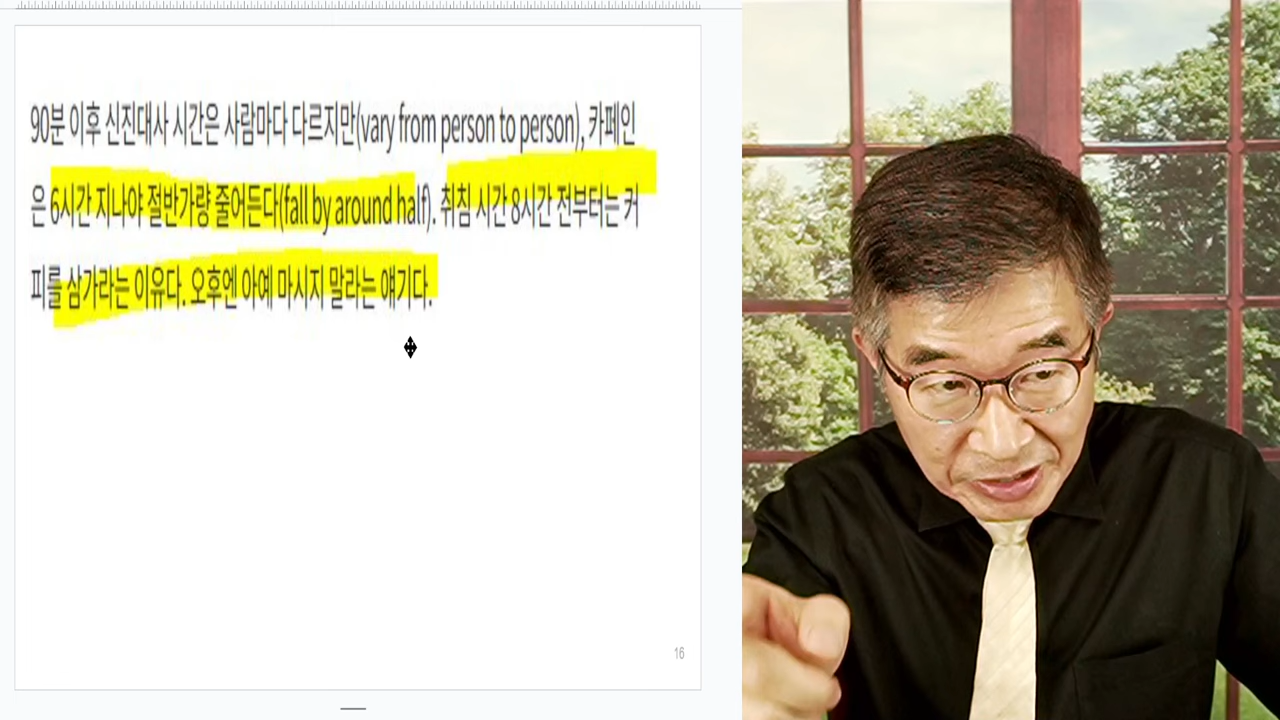 90분 이후 신진대사 시간은 사람마다 다르지만(vary from person to person), 카페인
은 6시간 지나야 절반가량 줄어든다(fall by around half). 취침 시간 8시간 전부터는 커
피를 삼가라는 이유다. 오후엔 아예 마시지 말라는 얘기다.
16